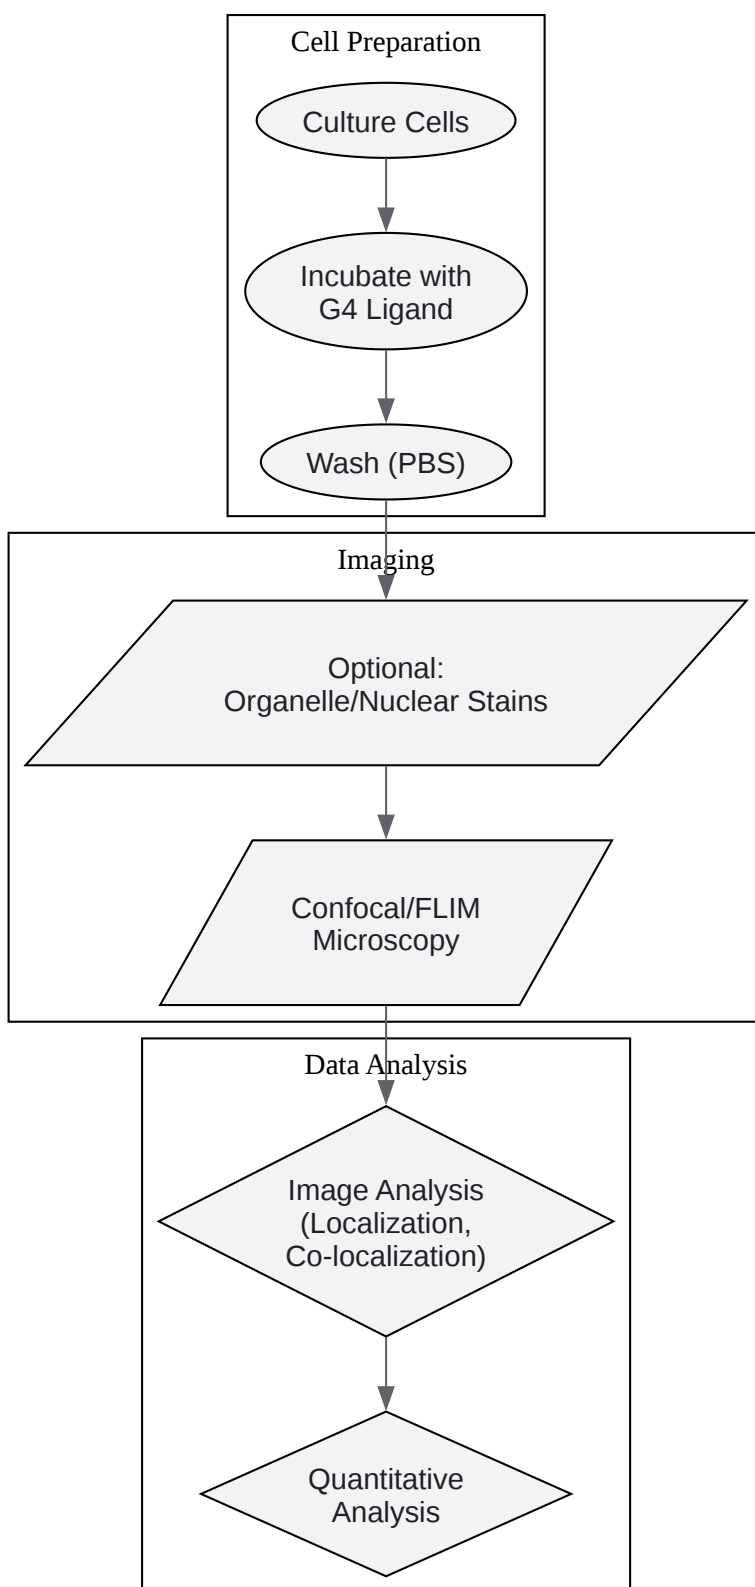 Cell Preparation
Culture Cells
Incubate with
G4 Ligand
Wash (PBS)
Imaging
Optional:
Organelle/Nuclear Stains
Confocal/FLIM
Microscopy
Data Analysis
Image Analysis
(Localization,
Co-localization)
Quantitative
Analysis